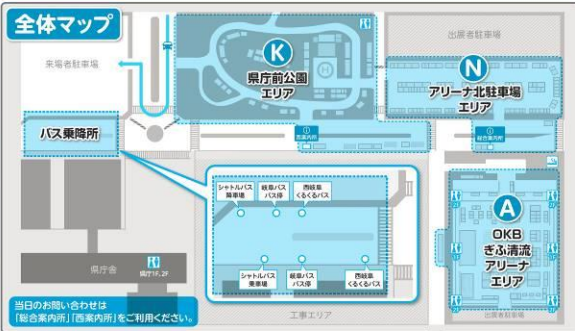 全体マップ
来場者駐車場
K
県庁前公園
エリア
出展者駐車場
N
アリーナ北駐車場
エリア
バス乗降所
西案内所
総合案内所
シャトルバス
降車場
岐阜バス
バス停
西岐阜
くるくるバス
シャトルバス
乗車場
岐阜バス
バス停
西岐阜
くるくるバス
A
OKB
ぎふ清流
アリーナ
エリア
県庁舎
県庁1F、2F
当日のお問い合わせは
「総合案内所」「西案内所」をご利用ください。
工事エリア
出展者駐車場